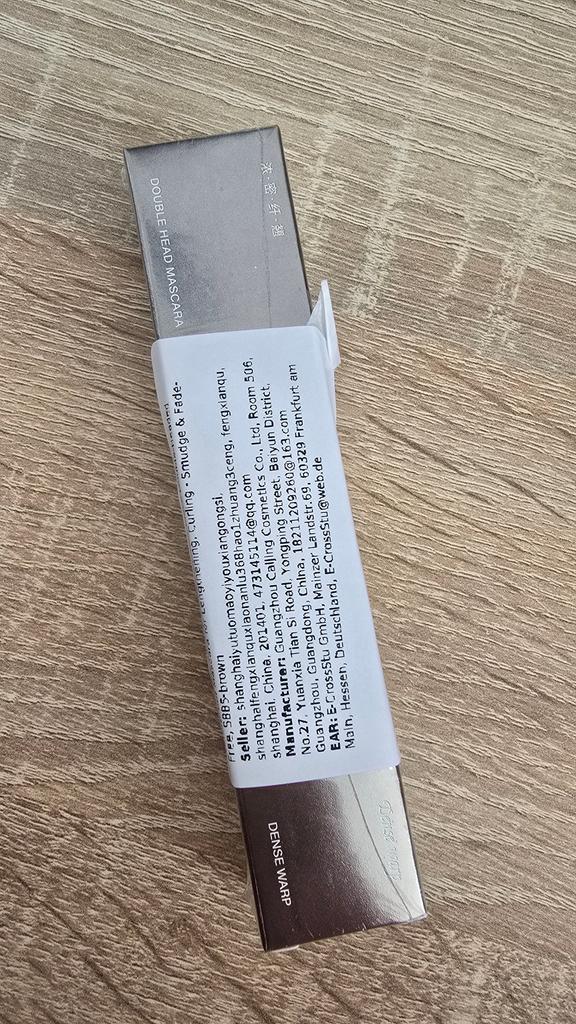 DOUBLE HEAD MASCARA
浓·密·纤·翘
Lengthening, Curling · Smudge & Fade-
Free, S885-brown
Seller: shanghaiyutuomaoyiyouxiangongsi,
shanghaifengxianquxiaonanlu368hao1zhuang3ceng, fengxianqu,
shanghai, China, 201401, 473145114@qq.com
Manufacturer: Guangzhou Caijing Cosmetics Co., Ltd, Room 506,
No.27, Yuanxia Tian Si Road, Yongping Street, Baiyun District,
Guangzhou, Guangdong, China, 18211209260@163.com
EAR: E-CrossStu GmbH, Mainzer Landstr.69, 60329 Frankfurt am
Main, Hessen, Deutschland, E-CrossStu@web.de
DENSE WARP